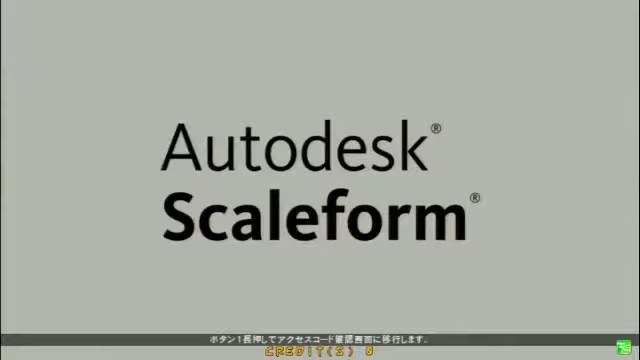 Autodesk®
Scaleform®
ボタン1長押しでアクセスコード確認画面に移行します。
CREDIT(S) 0